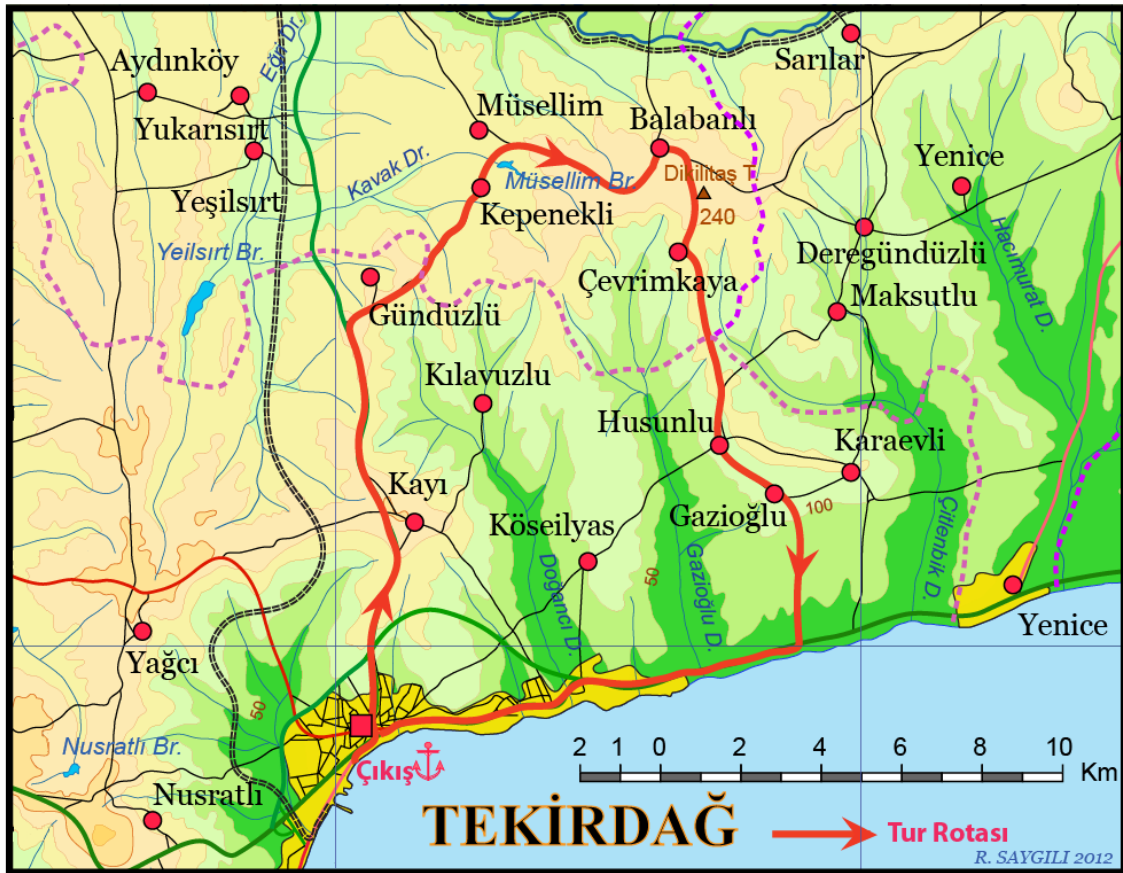 Aydınköy
Eğri Dr.
Sarılar
Müsellim
Balabanlı
Yukarısırt
Kavak Dr.
Müsellim Br.
Dikilitaş T.
240
Yenice
Yeşilsırt
Kepenekli
Yeilsırt Br.
Çevrimkaya
Deregündüzlü
Hacımurat D.
Gündüzlü
Maksutlu
Kılavuzlu
Husunlu
Karaevli
Kayı
Köseilyas
Gazioğlu
100
Doğancı D.
50
Gazioğlu D.
Çitlenbik D.
Yağcı
Yenice
50
Nusratlı Br.
Çıkış
2 1 0 2 4 6 8 10
Km
Nusratlı
TEKİRDAĞ
Tur Rotası
R. SAYGILI 2012